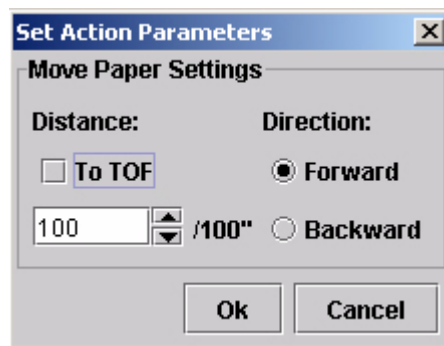 Set Action Parameters
Move Paper Settings
Distance: Direction:
To TOF Forward
100 /100" Backward
Ok Cancel